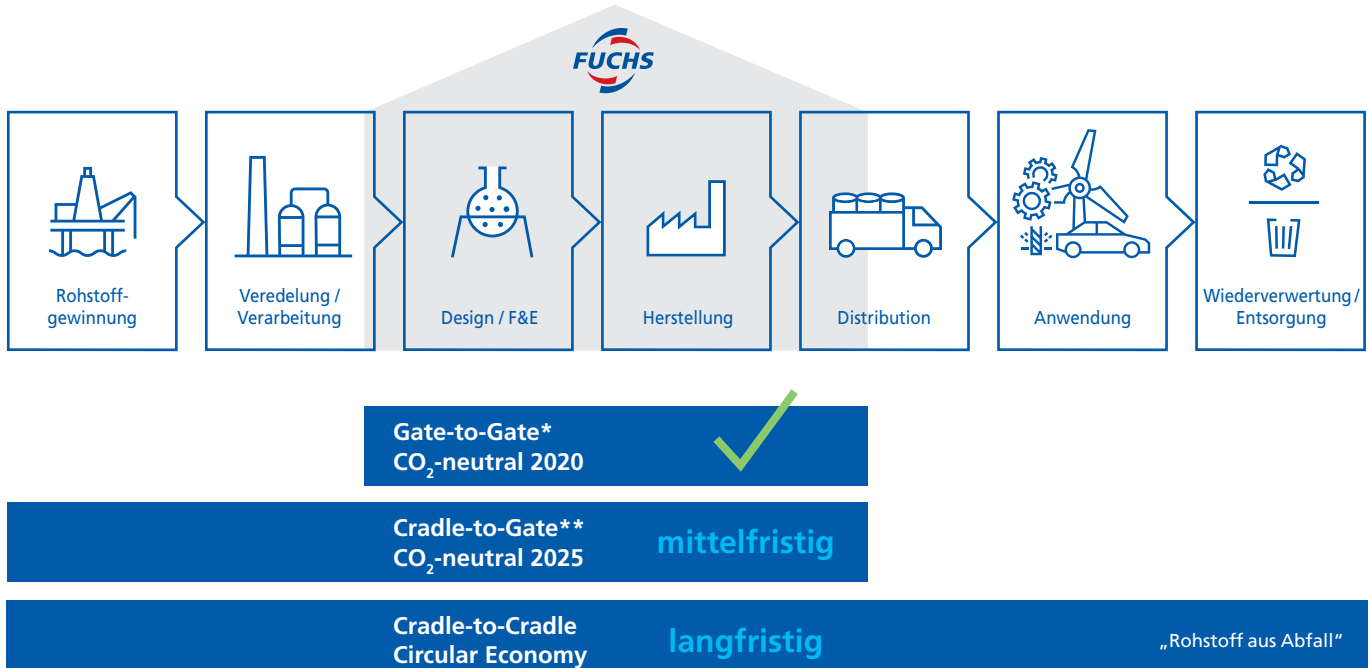 FUCHS
Rohstoff-
gewinnung
Veredelung /
Verarbeitung
Design / F&E
Herstellung
Distribution
Anwendung
Wiederverwertung /
Entsorgung
Gate-to-Gate*
CO₂-neutral 2020
Cradle-to-Gate**
CO₂-neutral 2025
mittelfristig
Cradle-to-Cradle
Circular Economy
langfristig
„Rohstoff aus Abfall“